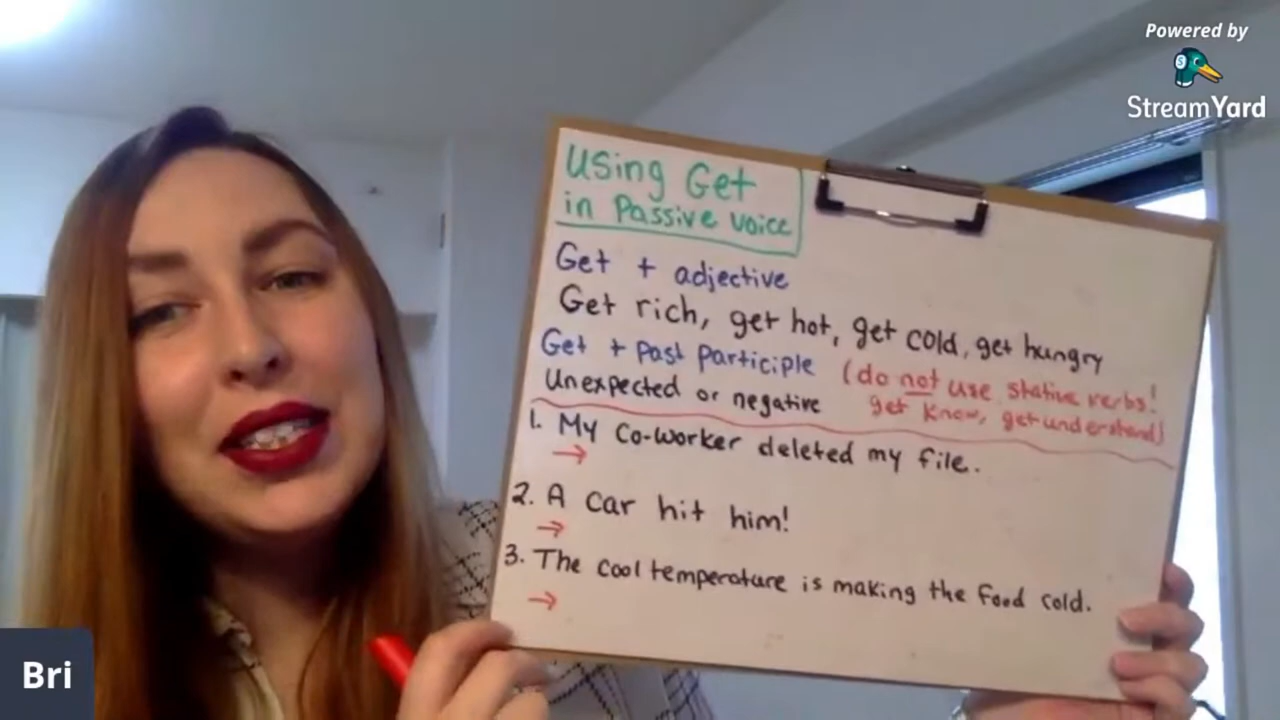 Powered by
StreamYard
Using Get
in Passive voice
Get + adjective
Get rich, get hot, get cold, get hungry
Get + Past Participle (do not use stative verbs!
Unexpected or negative get know, get understand)
1. My Co-worker deleted my file.
→
2. A car hit him!
→
3. The cool temperature is making the food cold.
→
Bri